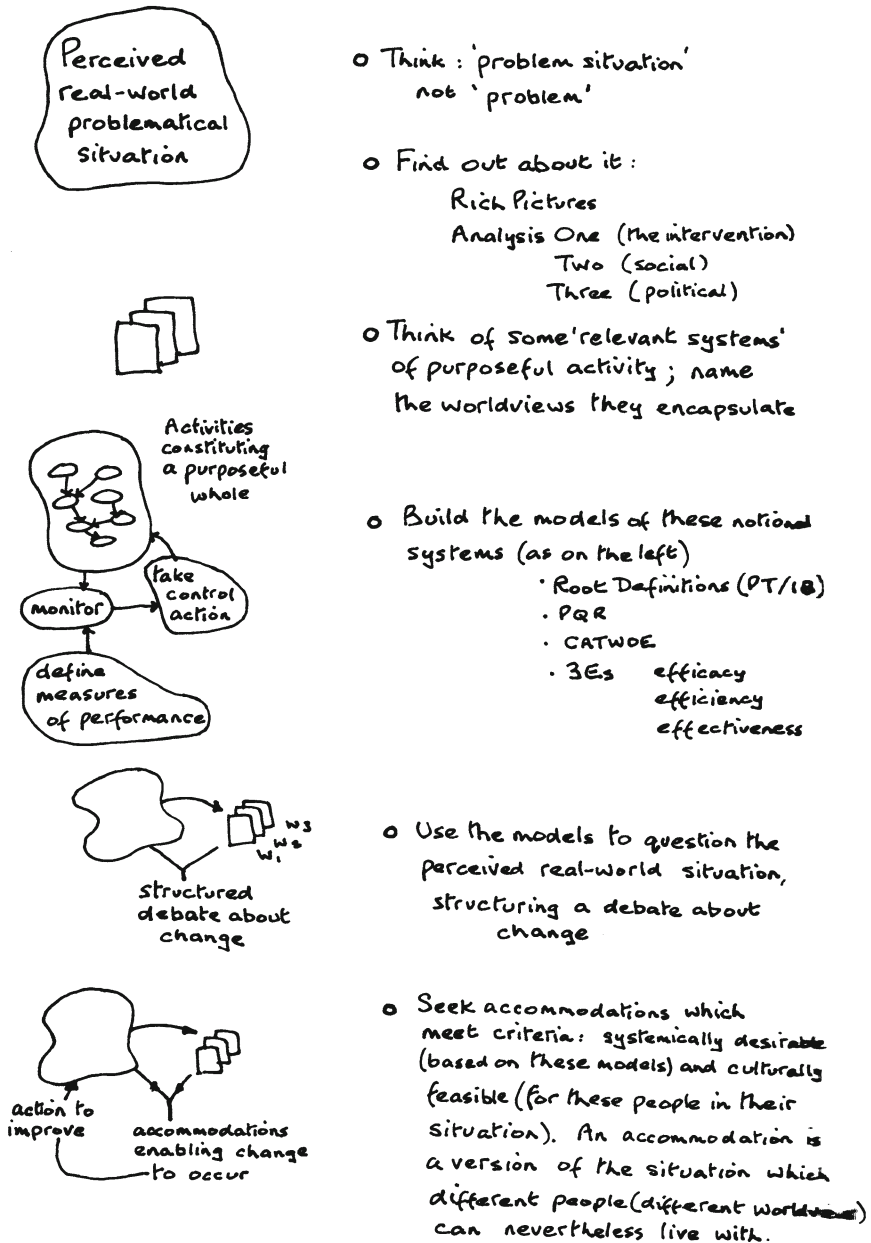 Perceived
real-world
problematical
situation
o Think : 'problem situation'
not 'problem'
o Find out about it :
Rich Pictures
Analysis One (the intervention)
Two (social)
Three (political)
o Think of some 'relevant systems'
of purposeful activity ; name
the worldviews they encapsulate
Activities
constituting
a purposeful
whole
take
control
action
monitor
define
measures
of performance
o Build the models of these notional
systems (as on the left)
· Root Definitions (PT/1&2)
· PQR
· CATWOE
· 3Es efficacy
efficiency
effectiveness
W3
W2
W1
structured
debate about
change
o Use the models to question the
perceived real-world situation,
structuring a debate about
change
action to
improve
accommodations
enabling change
to occur
o Seek accommodations which
meet criteria: systemically desirable
(based on these models) and culturally
feasible (for these people in their
situation). An accommodation is
a version of the situation which
different people (different worldviews)
can nevertheless live with.